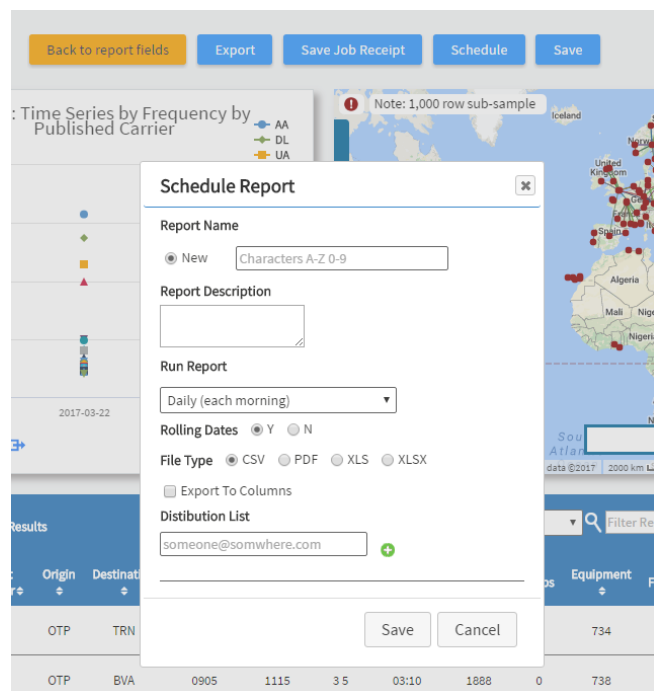 Back to report fields
Export
Save Job Receipt
Schedule
Save
: Time Series by Frequency by
Published Carrier
AA
DL
UA
2017-03-22
Note: 1,000 row sub-sample
Iceland
United
Kingdom
Spain
Algeria
Mali
data ©2017
2000 km
Schedule Report
Report Name
New
Characters A-Z 0-9
Report Description
Run Report
Daily (each morning)
Rolling Dates Y N
File Type CSV PDF XLS XLSX
Export To Columns
Distibution List
someone@somwhere.com
Save Cancel
Results
Filter Re
Origin Destinati Equipment
OTP TRN 734
OTP BVA 0905 1115 3 5 03:10 1888 0 738